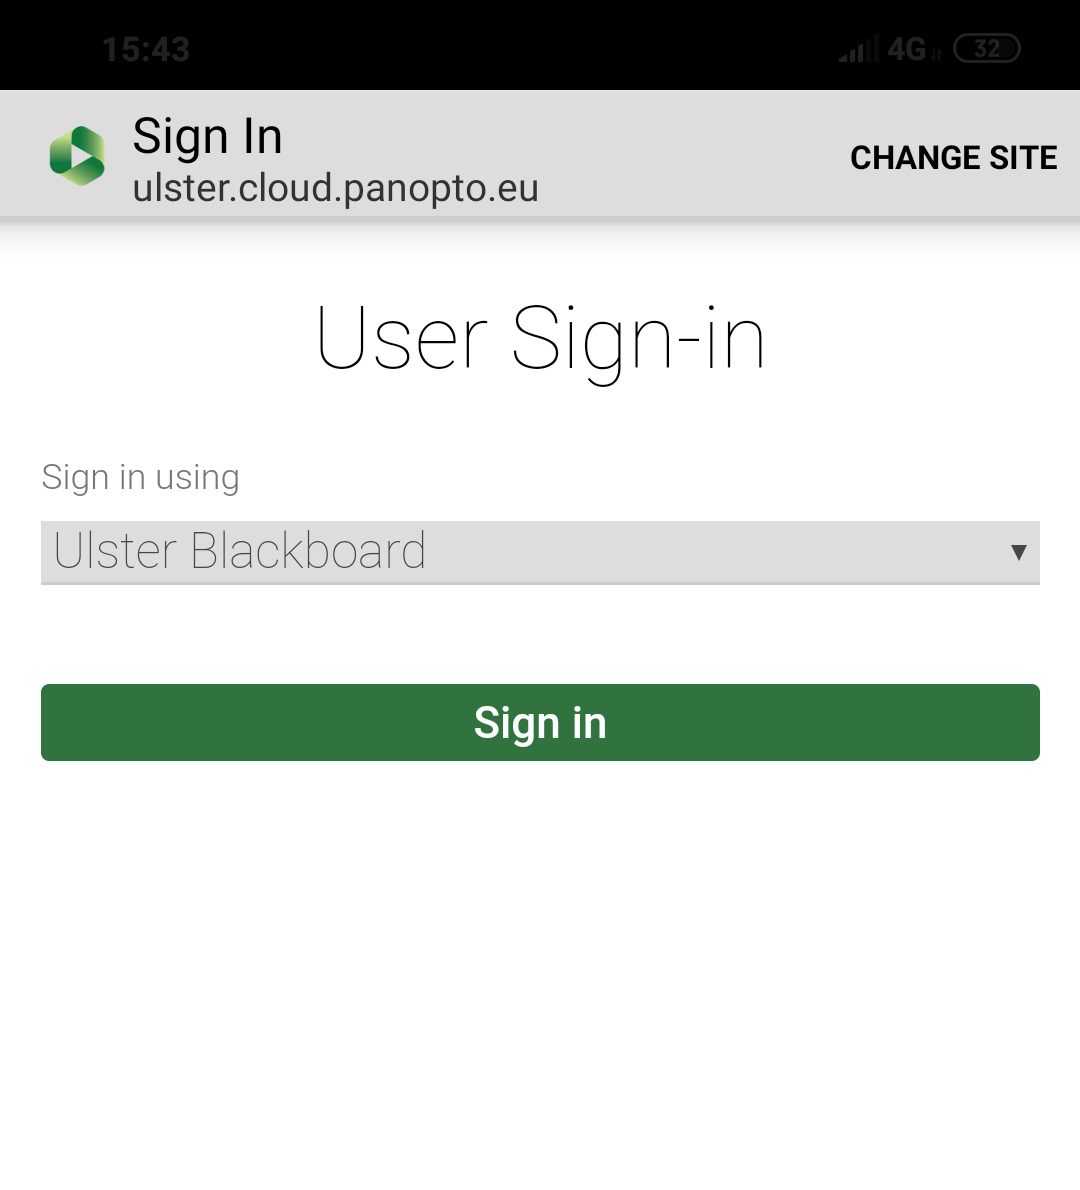 15:43 4G 32
Sign In
ulster.cloud.panopto.eu
CHANGE SITE
User Sign-in
Sign in using
Ulster Blackboard
Sign in